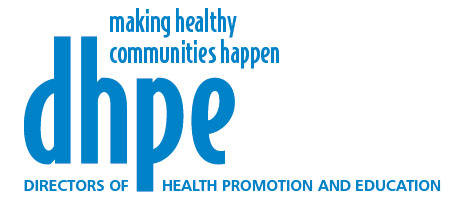 making healthy
communities happen
dhpe
DIRECTORS OF HEALTH PROMOTION AND EDUCATION